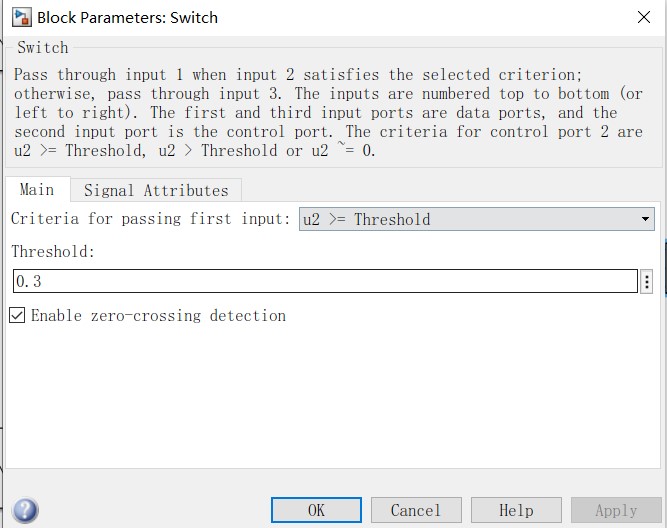 Block Parameters: Switch
Switch
Pass through input 1 when input 2 satisfies the selected criterion;
otherwise, pass through input 3. The inputs are numbered top to bottom (or
left to right). The first and third input ports are data ports, and the
second input port is the control port. The criteria for control port 2 are
u2 >= Threshold, u2 > Threshold or u2 ~= 0.
Main Signal Attributes
Criteria for passing first input: u2 >= Threshold
Threshold:
0.3
Enable zero-crossing detection
? OK Cancel Help Apply